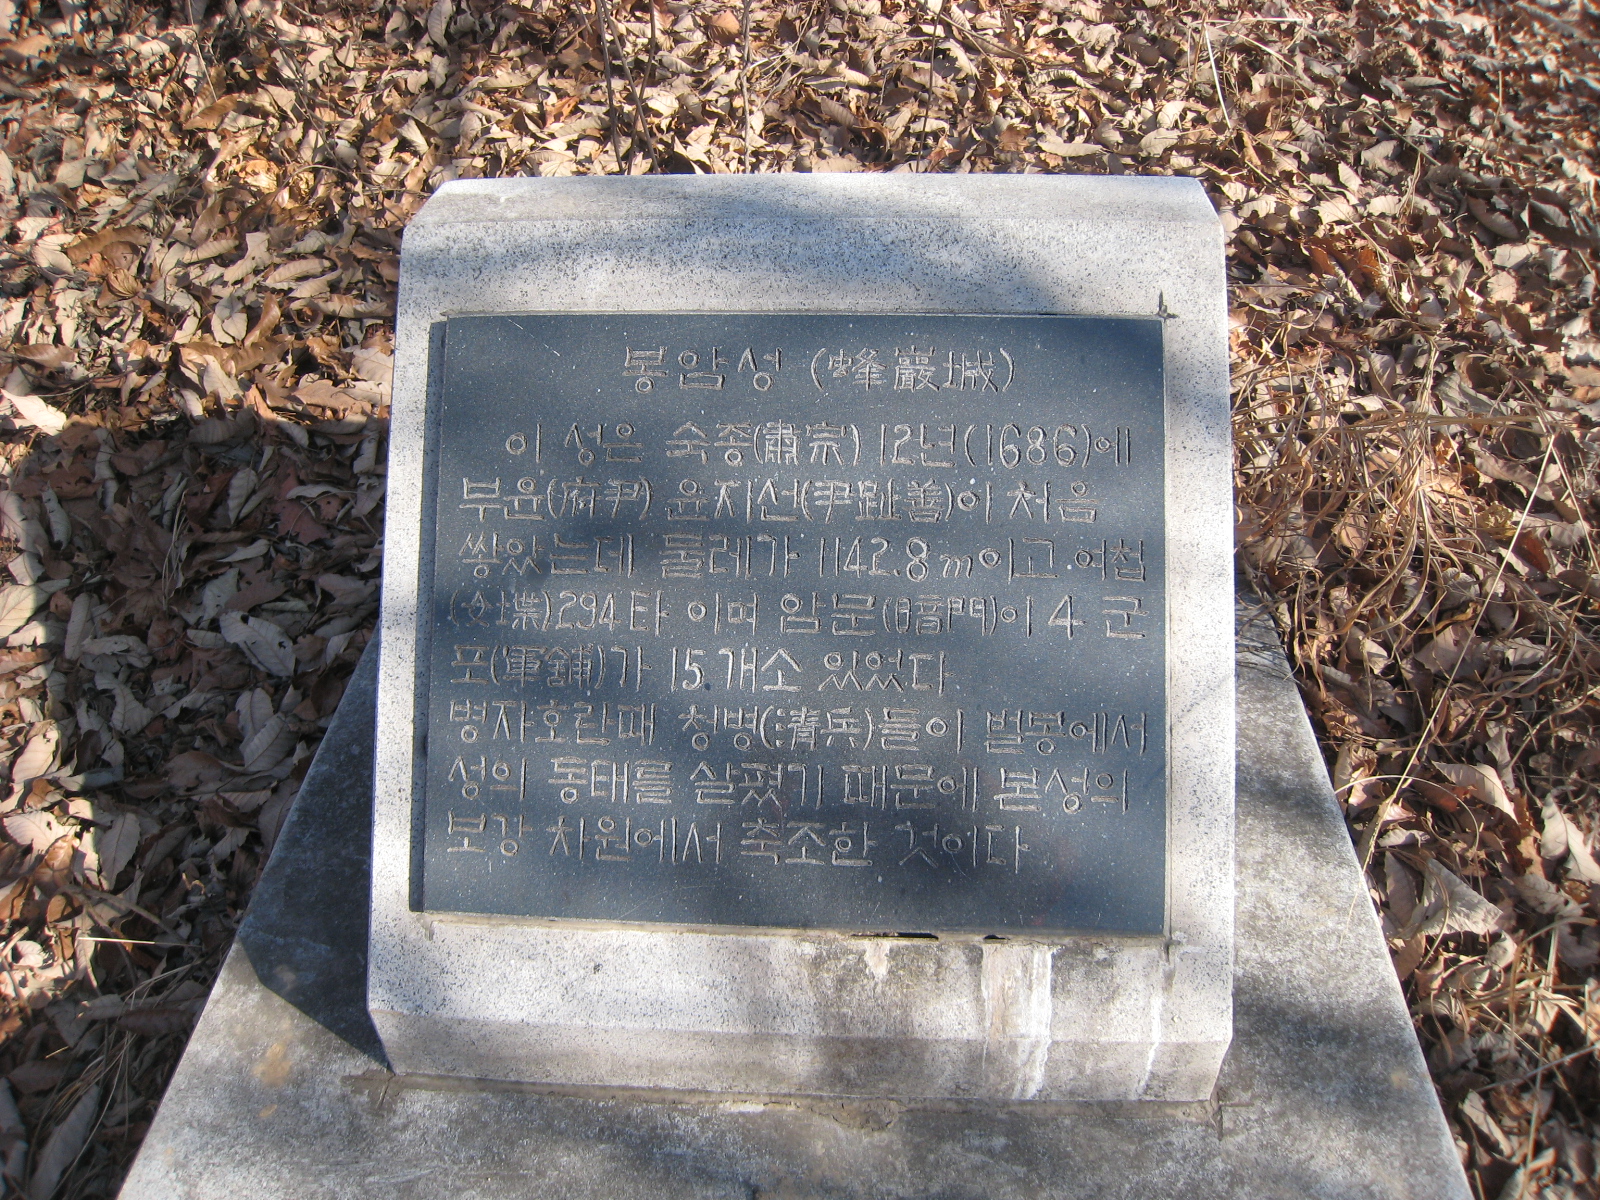 봉암성 (蜂巖城)
이 성은 숙종(肅宗) 12년(1686)에
부윤(府尹) 윤지선(尹趾善)이 처음
쌓았는데 둘레가 1142.8m이고 여첩
(女堞)294타 이며 암문(暗門)이 4 군
포(軍鋪)가 15개소 있었다
병자호란때 청병(淸兵)들이 벌봉에서
성의 동태를 살폈기 때문에 본성의
보강 차원에서 축조한 것이다